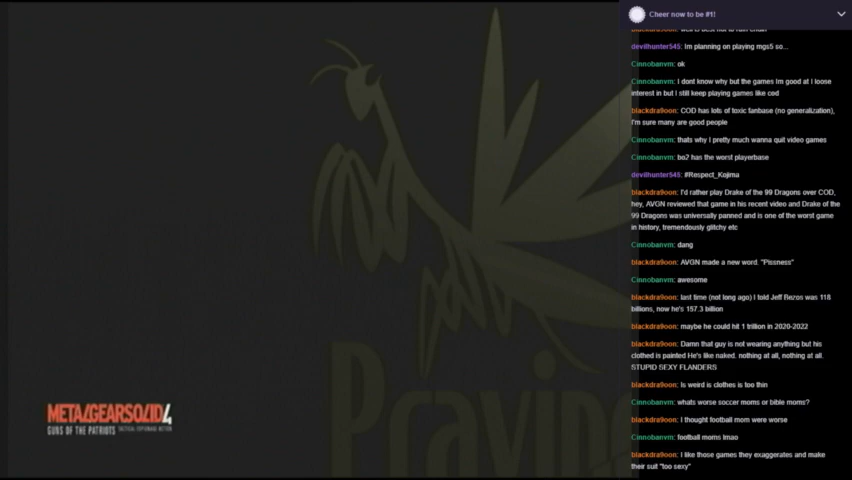 Cheer now to be #1!
devilhunter545: Im planning on playing mgs5 so...
Cinnobanvm: ok
Cinnobanvm: I dont know why but the games Im good at I loose
interest in but I still keep playing games like cod
blackdra9oon: COD has lots of toxic fanbase (no generalization),
I'm sure many are good people
Cinnobanvm: thats why I pretty much wanna quit video games
Cinnobanvm: bo2 has the worst playerbase
devilhunter545: #Respect_Kojima
blackdra9oon: I'd rather play Drake of the 99 Dragons over COD,
hey, AVGN reviewed that game in his recent video and Drake of the
99 Dragons was universally panned and is one of the worst game
in history, tremendously glitchy etc
Cinnobanvm: dang
blackdra9oon: AVGN made a new word. "Pissness"
Cinnobanvm: awesome
blackdra9oon: last time (not long ago) I told Jeff Bezos was 118
billions, now he's 157.3 billion
blackdra9oon: maybe he could hit 1 trillion in 2020-2022
blackdra9oon: Damn that guy is not wearing anything but his
clothed is painted He's like naked. nothing at all, nothing at all.
STUPID SEXY FLANDERS
blackdra9oon: Is weird is clothes is too thin
Cinnobanvm: whats worse soccer moms or bible moms?
blackdra9oon: I thought football mom were worse
Cinnobanvm: football moms lmao
blackdra9oon: I like those games they exaggerates and make
their suit "too sexy"
Praying
METAL GEAR SOLID 4
GUNS OF THE PATRIOTS TACTICAL ESPIONAGE ACTION